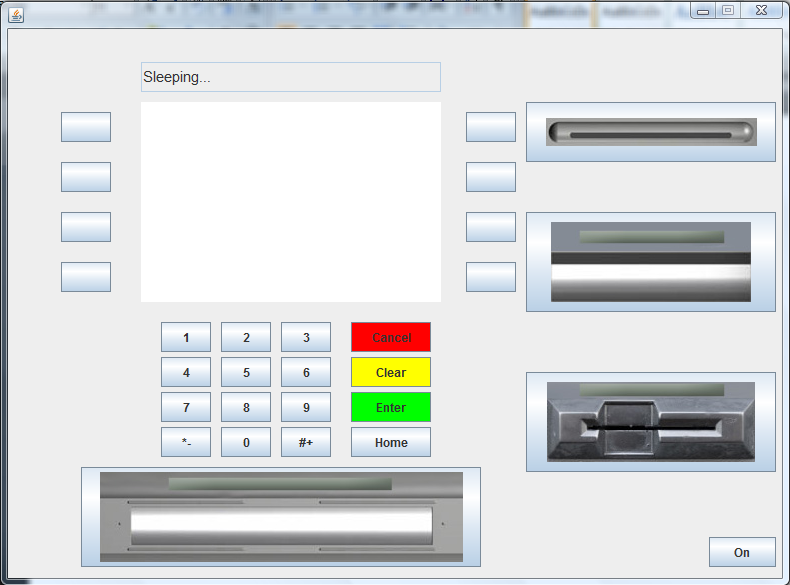 Sleeping...
1 2 3 Cancel
4 5 6 Clear
7 8 9 Enter
*- 0 #+ Home
On